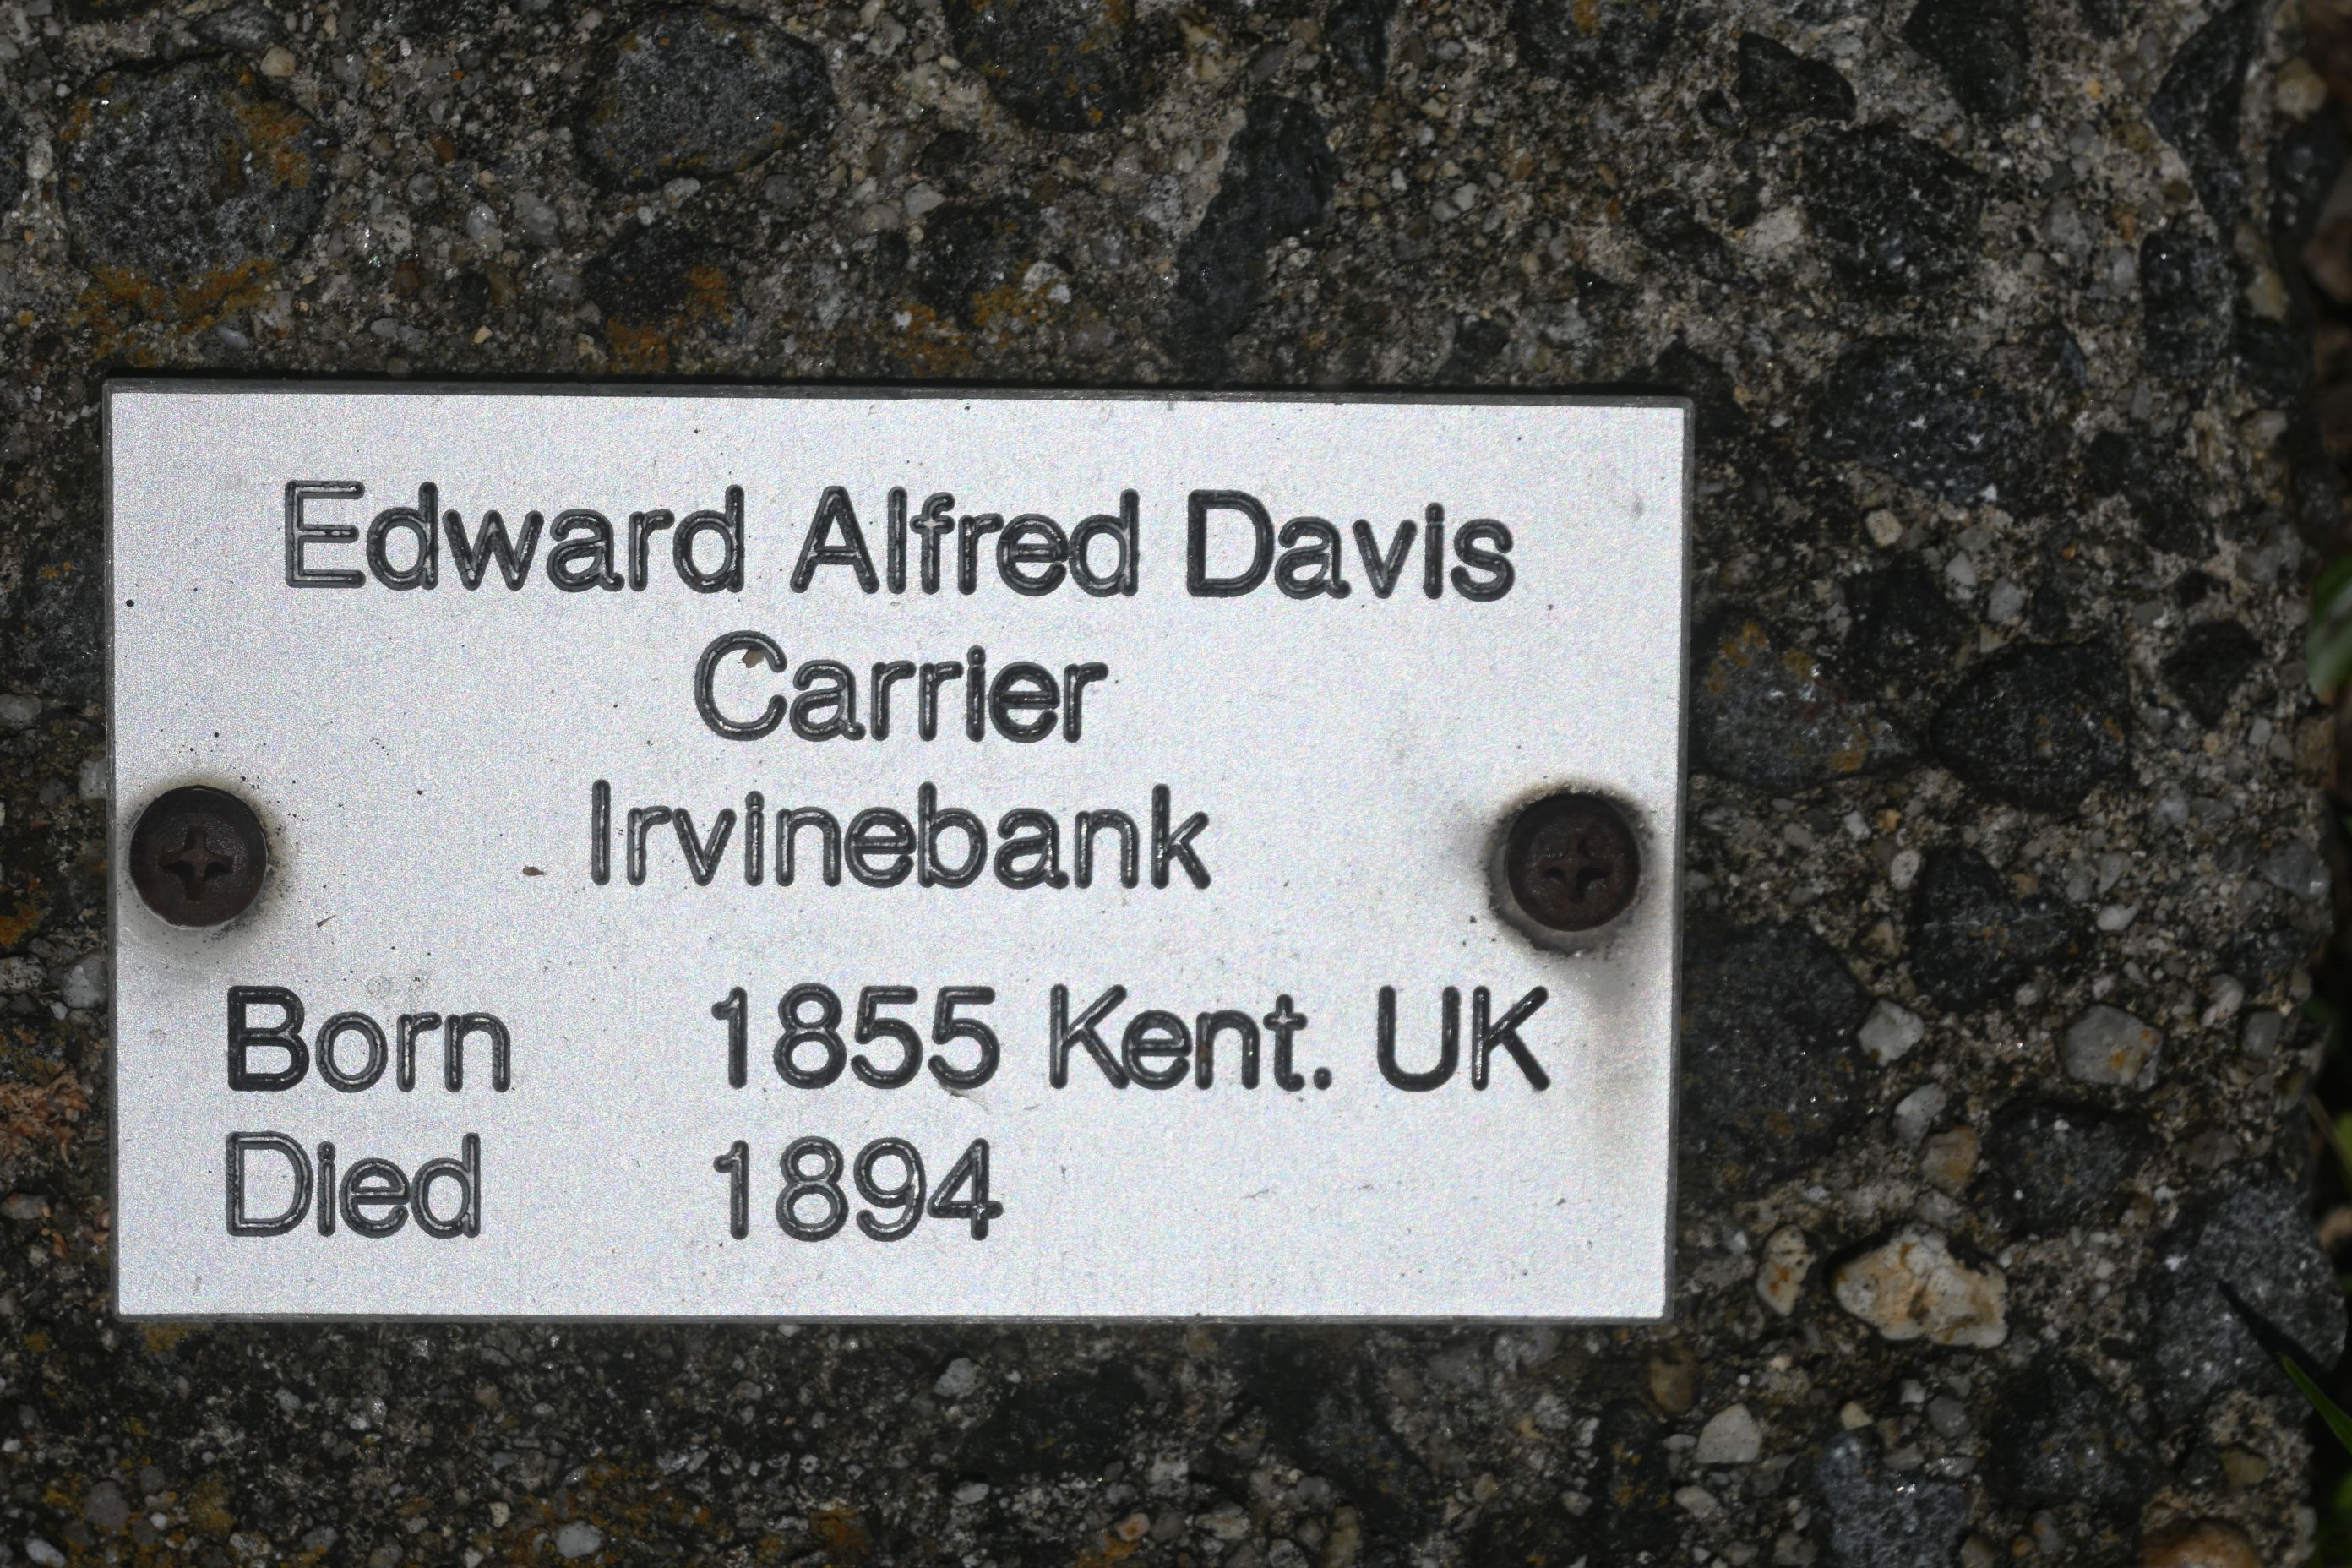 Edward Alfred Davis
Carrier
Irvinebank
Born 1855 Kent. UK
Died 1894